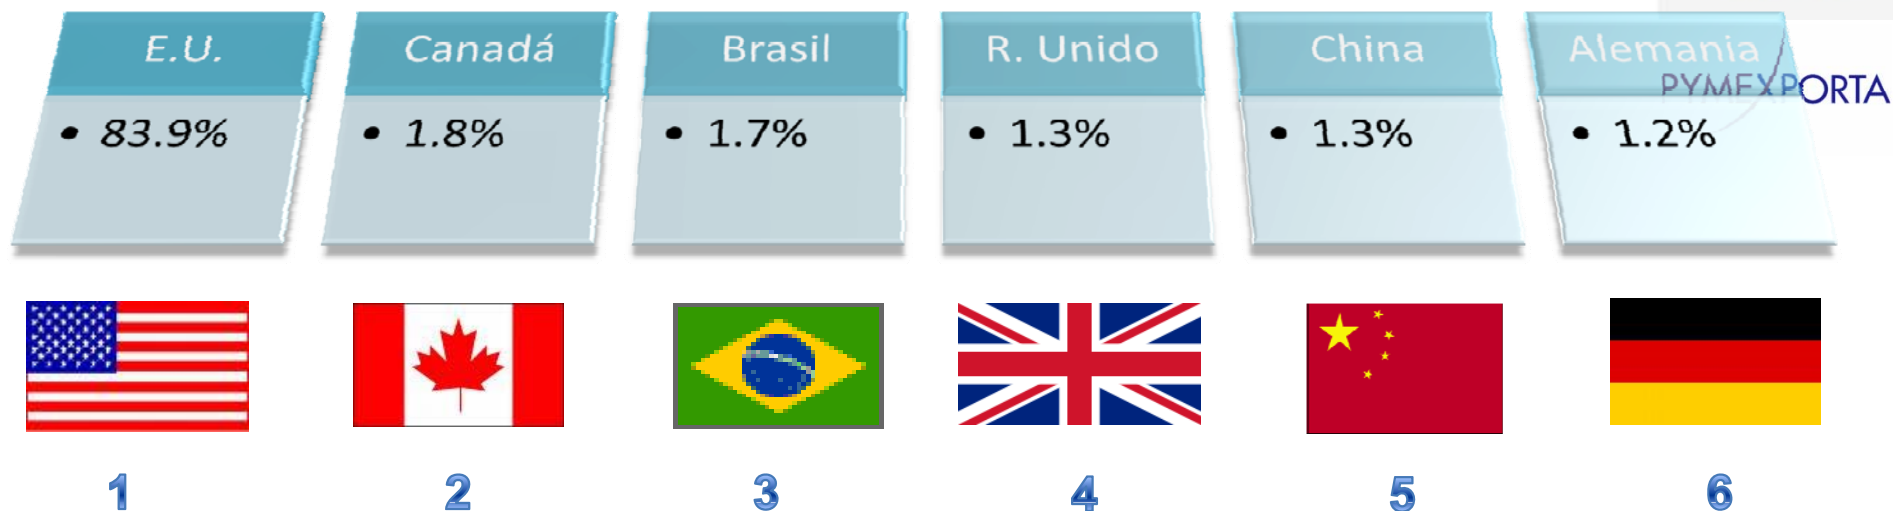 E.U.
Canadá
Brasil
R. Unido
China
Alemania
PYMEXPORTA
• 83.9%
• 1.8%
• 1.7%
• 1.3%
• 1.3%
• 1.2%
1
2
3
4
5
6